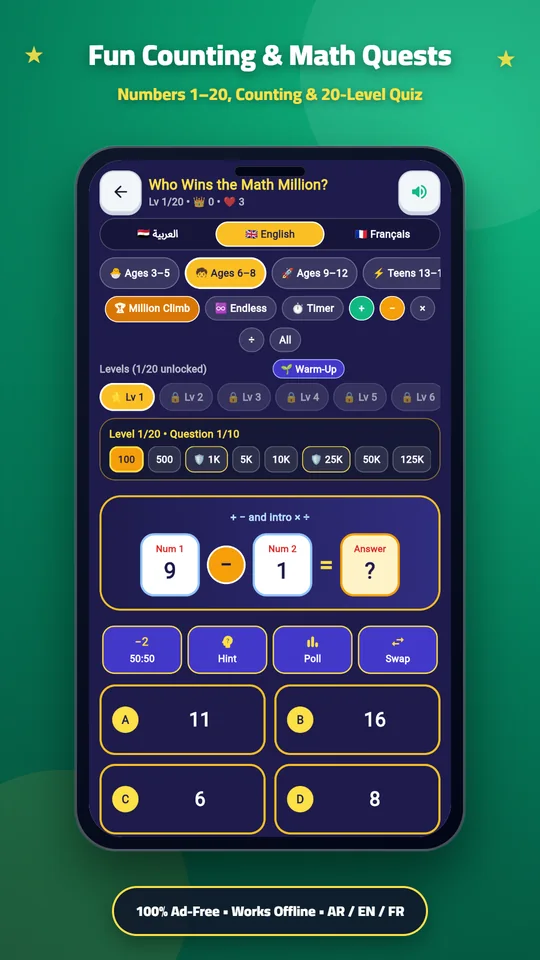 Fun Counting & Math Quests
Numbers 1–20, Counting & 20-Level Quiz
Who Wins the Math Million?
Lv 1/20 • 👑 0 • ❤️ 3
🇪🇬 العربية 🇬🇧 English 🇫🇷 Français
🐣 Ages 3–5 🧒 Ages 6–8 🚀 Ages 9–12 ⚡ Teens 13–1
🏆 Million Climb ♾️ Endless ⏱️ Timer + − ×
÷ All
Levels (1/20 unlocked) 🌱 Warm-Up
⭐ Lv 1 🔒 Lv 2 🔒 Lv 3 🔒 Lv 4 🔒 Lv 5 🔒 Lv 6
Level 1/20 • Question 1/10
100 500 🛡️ 1K 5K 10K 🛡️ 25K 50K 125K
+ − and intro × ÷
Num 1 Num 2 Answer
9 − 1 = ?
−2
50:50 Hint Poll Swap
A 11 B 16
C 6 D 8
100% Ad-Free • Works Offline • AR / EN / FR